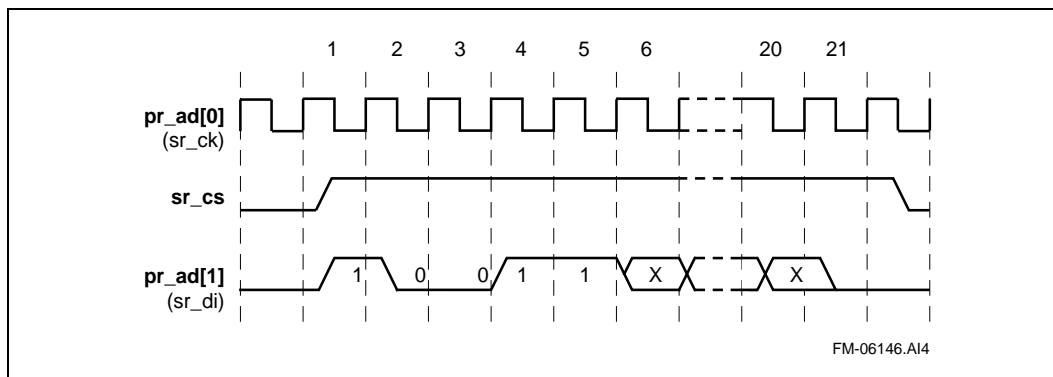 1 2 3 4 5 6 20 21
pr_ad[0]
(sr_ck)
sr_cs
pr_ad[1]
(sr_di)
1 0 0 1 1 X X
FM-06146.AI4